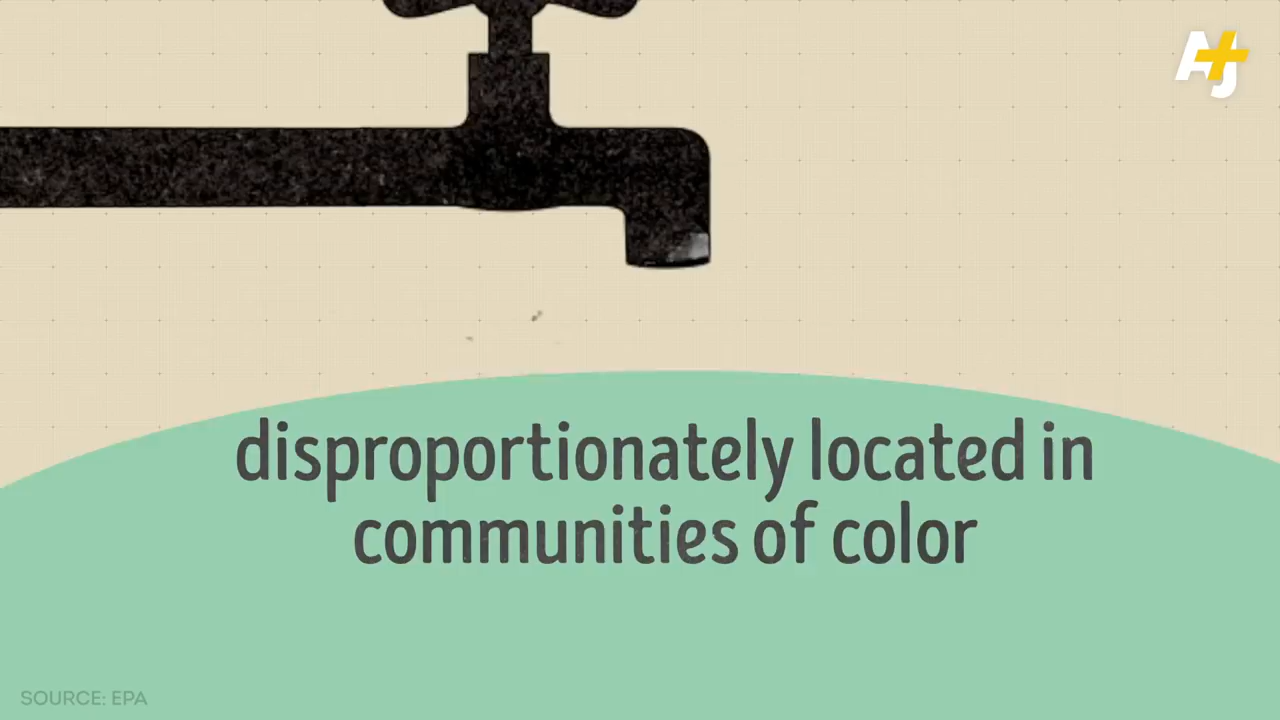 AJ+
disproportionately located in
communities of color
SOURCE: EPA